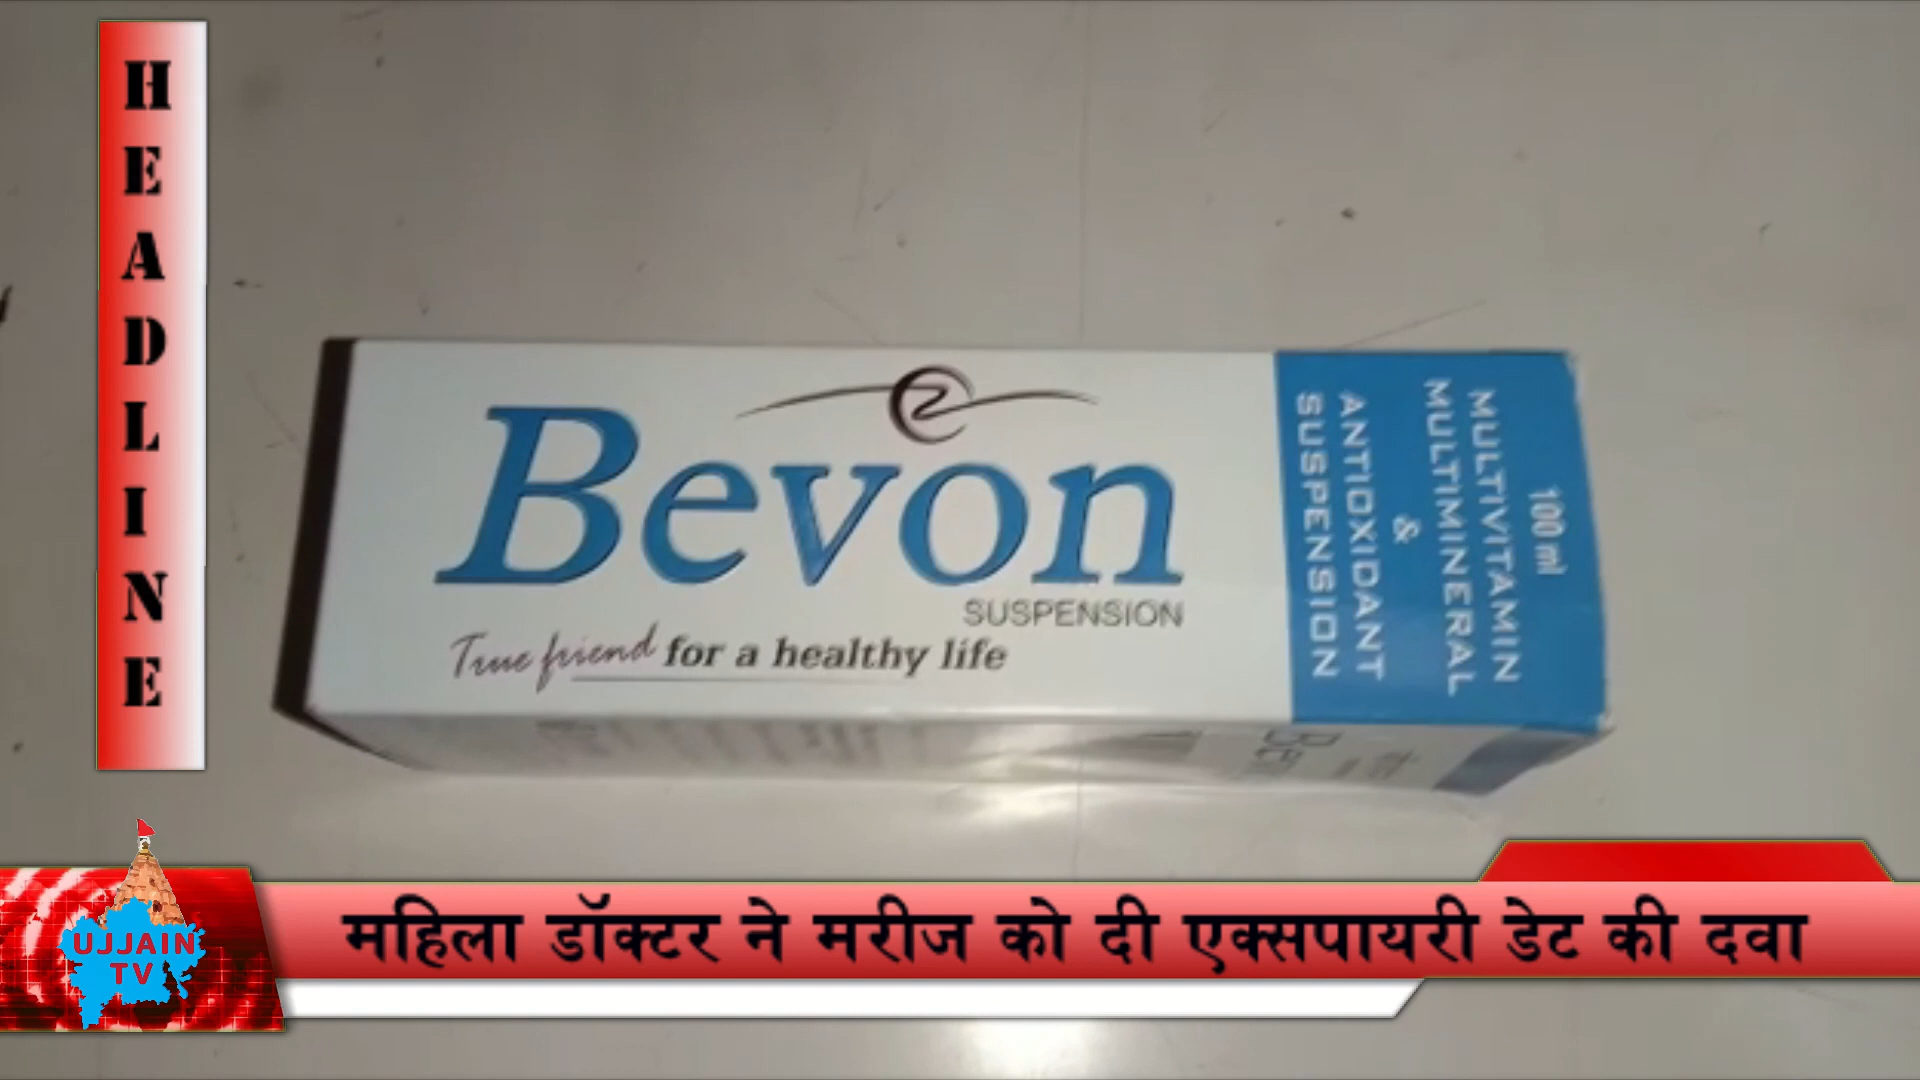 HEADLINE
Bevon
SUSPENSION
True friend for a healthy life
100 ml
MULTIVITAMIN
MULTIMINERAL
&
ANTIOXIDANT
SUSPENSION
UJJAIN
TV
महिला डॉक्टर ने मरीज को दी एक्सपायरी डेट की दवा